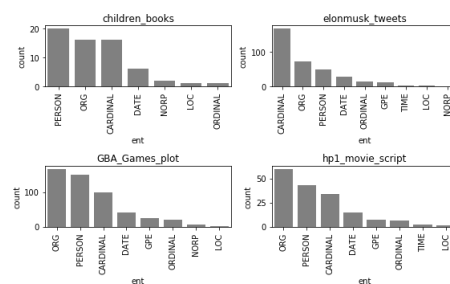 children_books
20
10
0
count
PERSON
ORG
CARDINAL
DATE
NORP
LOC
ORDINAL
ent
elonmusk_tweets
100
0
count
CARDINAL
ORG
PERSON
DATE
ORDINAL
GPE
TIME
LOC
NORP
ent
GBA_Games_plot
100
0
count
ORG
PERSON
CARDINAL
DATE
GPE
ORDINAL
NORP
LOC
ent
hp1_movie_script
50
25
0
count
ORG
PERSON
CARDINAL
DATE
GPE
ORDINAL
TIME
LOC
ent